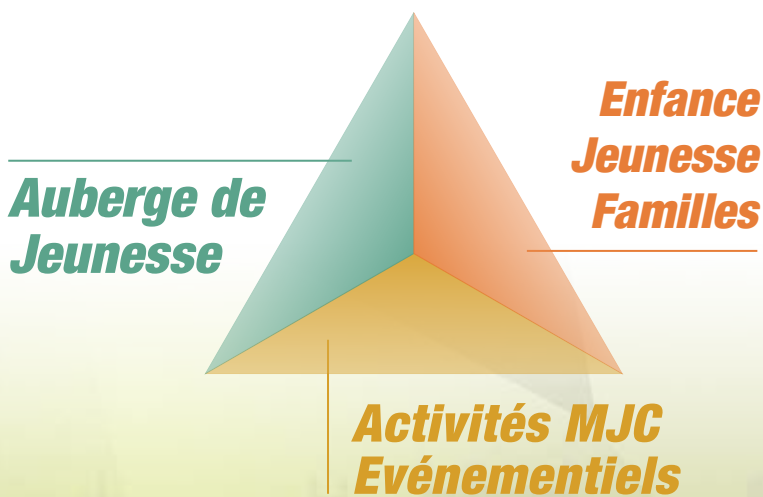 Enfance
Jeunesse
Familles
Auberge de
Jeunesse
Activités MJC
Evénementiels